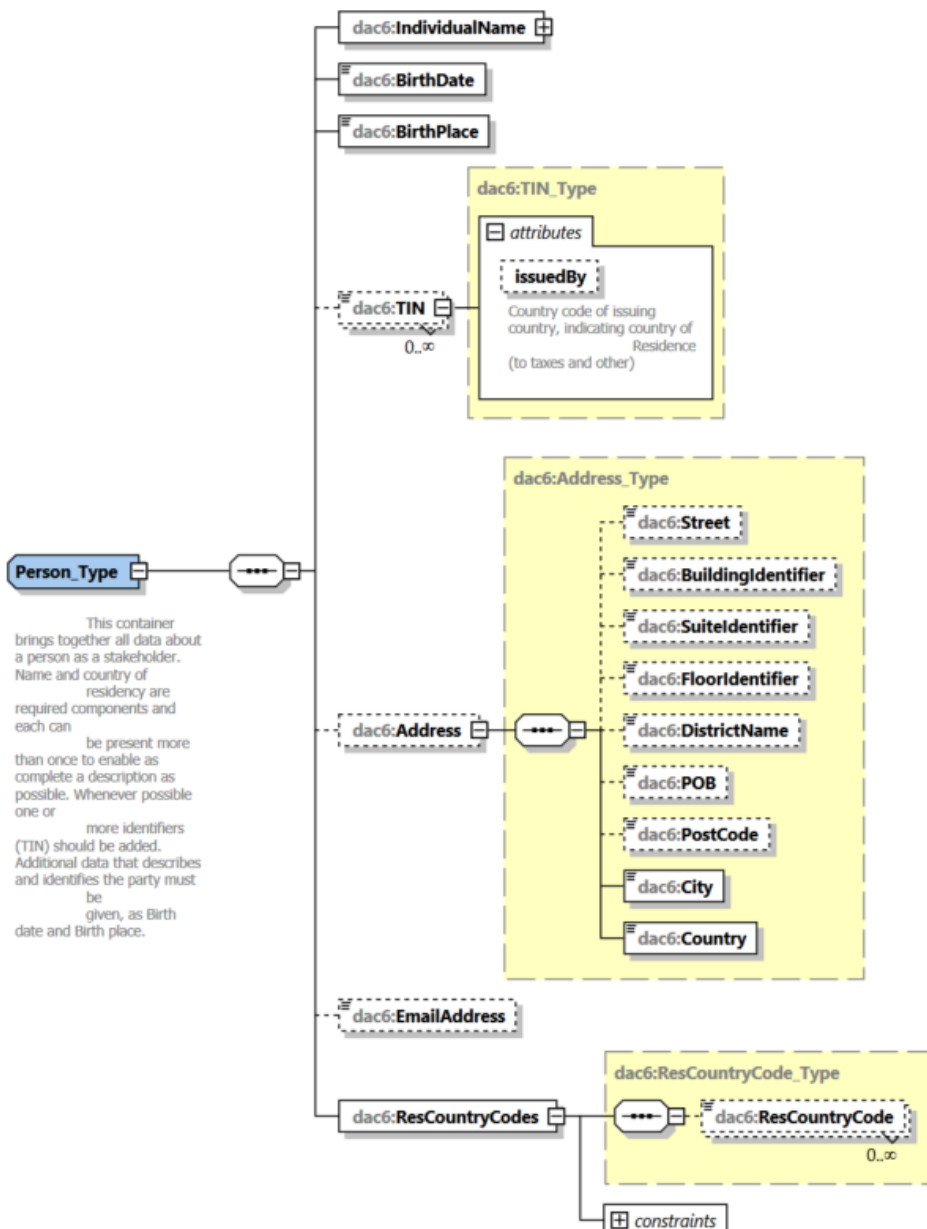 dac6:IndividualName
dac6:BirthDate
dac6:BirthPlace
dac6:TIN_Type
attributes
issuedBy
Country code of issuing
country, indicating country of
Residence
(to taxes and other)
dac6:TIN
0..∞
dac6:Address_Type
dac6:Street
dac6:BuildingIdentifier
dac6:SuiteIdentifier
dac6:FloorIdentifier
dac6:DistrictName
dac6:POB
dac6:PostCode
dac6:City
dac6:Country
dac6:Address
Person_Type
This container
brings together all data about
a person as a stakeholder.
Name and country of
residency are
required components and
each can
be present more
than once to enable as
complete a description as
possible. Whenever possible
one or
more identifiers
(TIN) should be added.
Additional data that describes
and identifies the party must
be
given, as Birth
date and Birth place.
dac6:EmailAddress
dac6:ResCountryCode_Type
dac6:ResCountryCodes
dac6:ResCountryCode
0..∞
constraints